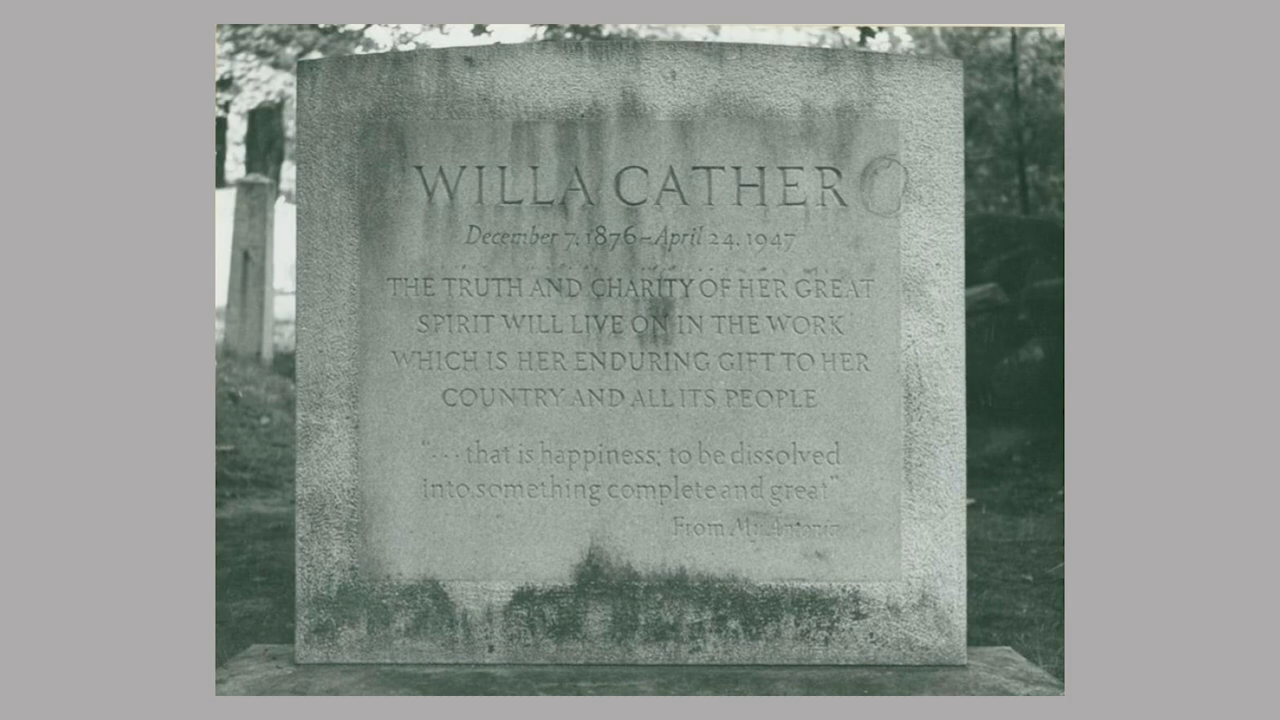 WILLA CATHER
December 7, 1876–April 24, 1947
THE TRUTH AND CHARITY OF HER GREAT
SPIRIT WILL LIVE ON IN THE WORK
WHICH IS HER ENDURING GIFT TO HER
COUNTRY AND ALL ITS PEOPLE
"... that is happiness; to be dissolved
into something complete and great"
From My Antonia